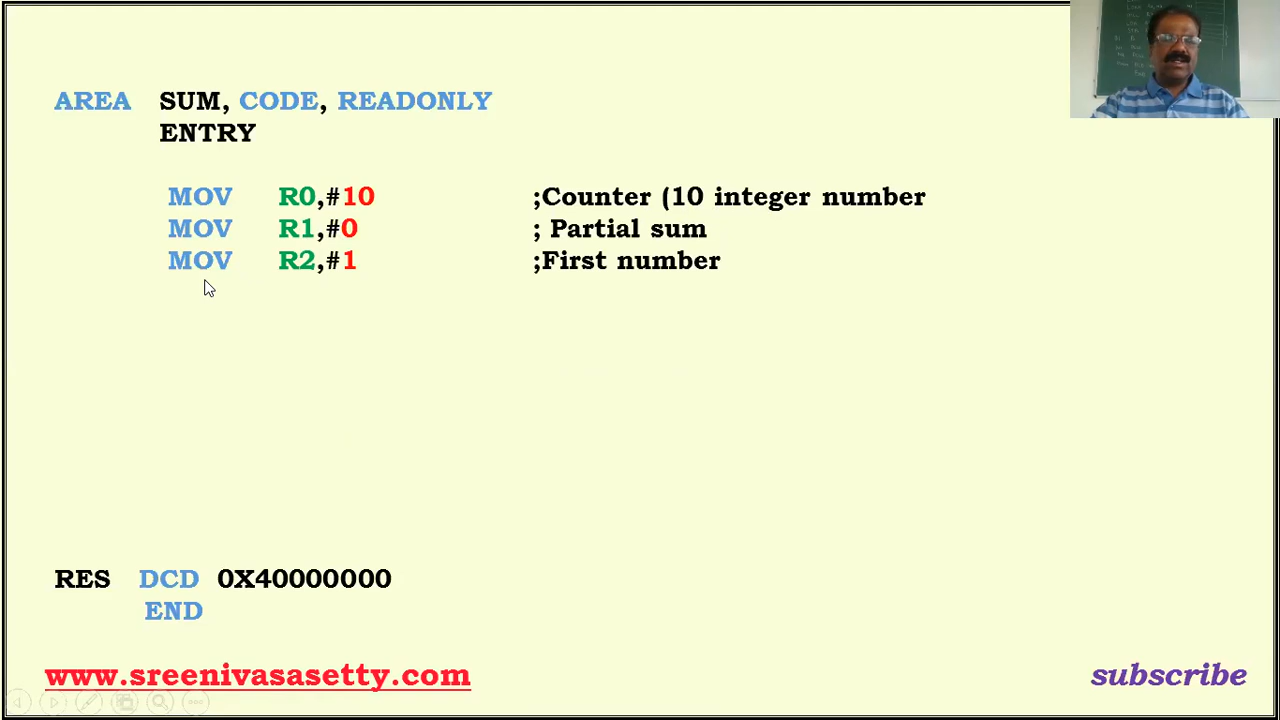 AREA SUM, CODE, READONLY
ENTRY
MOV R0,#10 ;Counter (10 integer number
MOV R1,#0 ; Partial sum
MOV R2,#1 ;First number
RES DCD 0X40000000
END
www.sreenivasasetty.com
subscribe